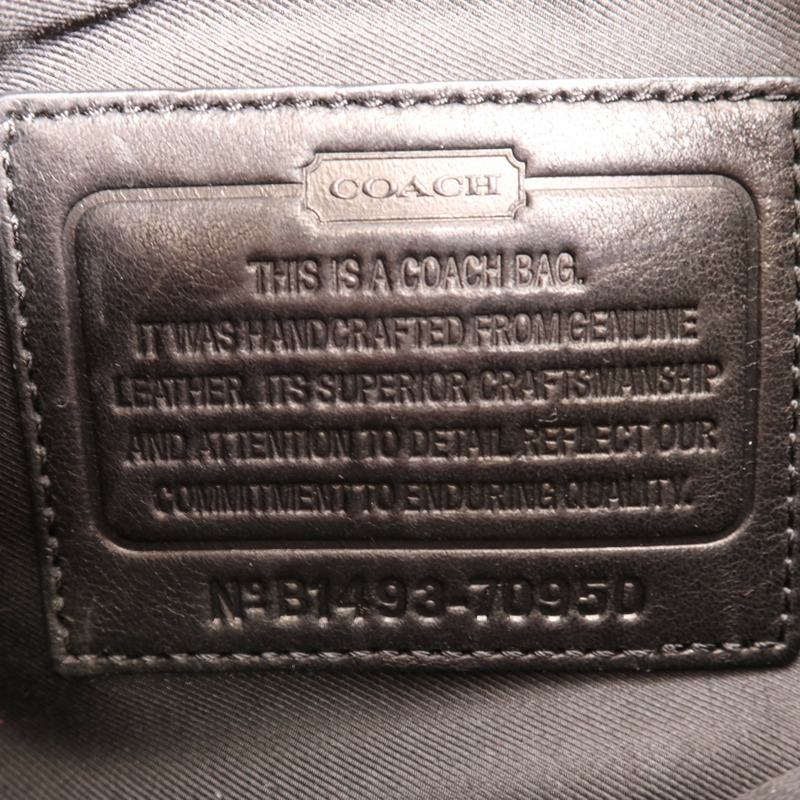 COACH
THIS IS A COACH BAG.
IT WAS HANDCRAFTED FROM GENUINE
LEATHER. ITS SUPERIOR CRAFTSMANSHIP
AND ATTENTION TO DETAIL REFLECT OUR
COMMITMENT TO ENDURING QUALITY.
Nº B1493-70950